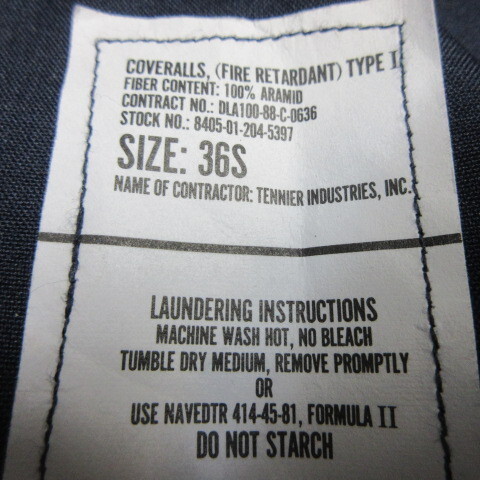 COVERALLS, (FIRE RETARDANT) TYPE I
FIBER CONTENT: 100% ARAMID
CONTRACT NO.: DLA100-88-C-0636
STOCK NO.: 8405-01-204-5397
SIZE: 36S
NAME OF CONTRACTOR: TENNIER INDUSTRIES, INC.
LAUNDERING INSTRUCTIONS
MACHINE WASH HOT, NO BLEACH
TUMBLE DRY MEDIUM, REMOVE PROMPTLY
OR
USE NAVEDTR 414-45-81, FORMULA II
DO NOT STARCH